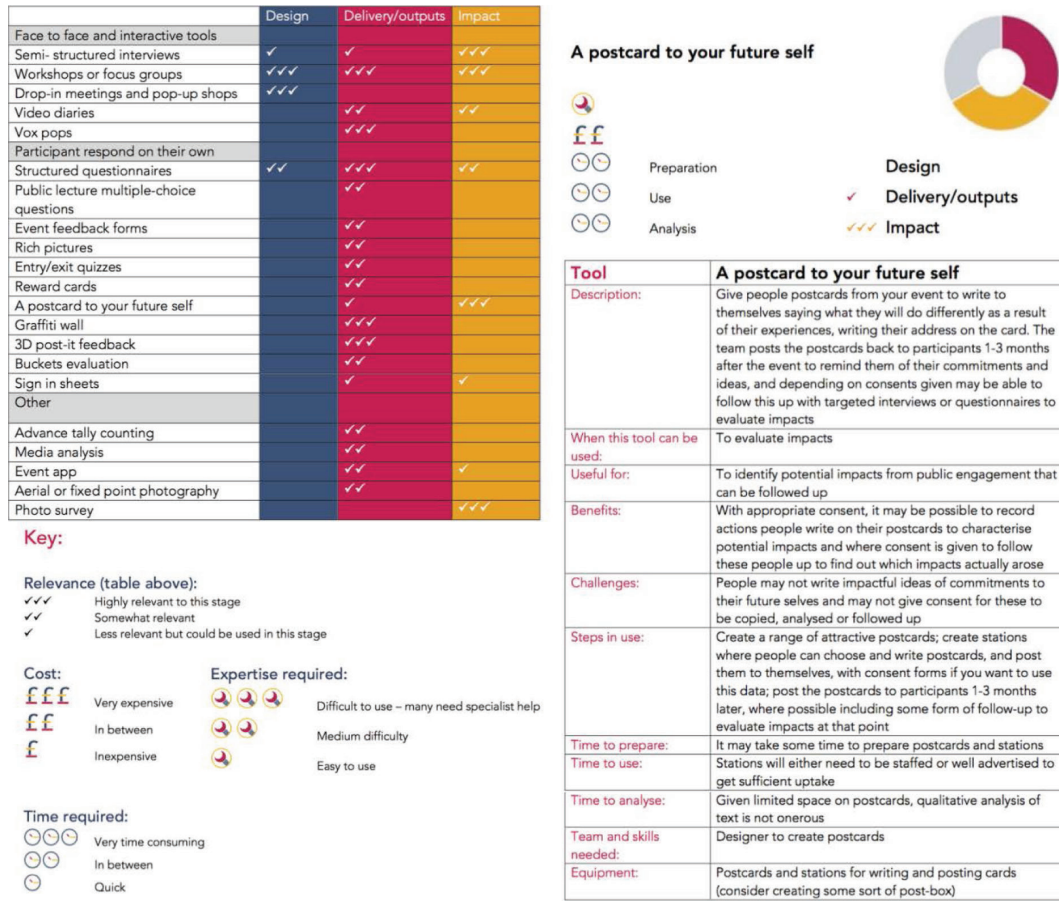 Design Delivery/outputs Impact
Face to face and interactive tools
Semi- structured interviews ✓ ✓ ✓✓✓
Workshops or focus groups ✓✓✓ ✓✓✓ ✓✓✓
Drop-in meetings and pop-up shops ✓✓✓
Video diaries ✓✓ ✓✓
Vox pops ✓✓✓
Participant respond on their own
Structured questionnaires ✓✓ ✓✓✓ ✓✓
Public lecture multiple-choice ✓✓
questions
Event feedback forms ✓✓
Rich pictures ✓✓
Entry/exit quizzes ✓✓
Reward cards ✓✓
A postcard to your future self ✓ ✓✓✓
Graffiti wall ✓✓✓
3D post-it feedback ✓✓✓
Buckets evaluation ✓✓
Sign in sheets ✓ ✓
Other
Advance tally counting ✓✓
Media analysis ✓✓
Event app ✓✓ ✓
Aerial or fixed point photography ✓✓
Photo survey ✓✓✓
Key:
Relevance (table above):
✓✓✓ Highly relevant to this stage
✓✓ Somewhat relevant
✓ Less relevant but could be used in this stage
Cost:
£££ Very expensive
££ In between
£ Inexpensive
Expertise required:
Difficult to use – many need specialist help
Medium difficulty
Easy to use
Time required:
Very time consuming
In between
Quick
A postcard to your future self
££
Preparation
Use
Analysis
Design
✓ Delivery/outputs
✓✓✓ Impact
Tool A postcard to your future self
Description: Give people postcards from your event to write to
themselves saying what they will do differently as a result
of their experiences, writing their address on the card. The
team posts the postcards back to participants 1-3 months
after the event to remind them of their commitments and
ideas, and depending on consents given may be able to
follow this up with targeted interviews or questionnaires to
evaluate impacts
When this tool can be To evaluate impacts
used:
Useful for: To identify potential impacts from public engagement that
can be followed up
Benefits: With appropriate consent, it may be possible to record
actions people write on their postcards to characterise
potential impacts and where consent is given to follow
these people up to find out which impacts actually arose
Challenges: People may not write impactful ideas of commitments to
their future selves and may not give consent for these to
be copied, analysed or followed up
Steps in use: Create a range of attractive postcards; create stations
where people can choose and write postcards, and post
them to themselves, with consent forms if you want to use
this data; post the postcards to participants 1-3 months
later, where possible including some form of follow-up to
evaluate impacts at that point
Time to prepare: It may take some time to prepare postcards and stations
Time to use: Stations will either need to be staffed or well advertised to
get sufficient uptake
Time to analyse: Given limited space on postcards, qualitative analysis of
text is not onerous
Team and skills Designer to create postcards
needed:
Equipment: Postcards and stations for writing and posting cards
(consider creating some sort of post-box)